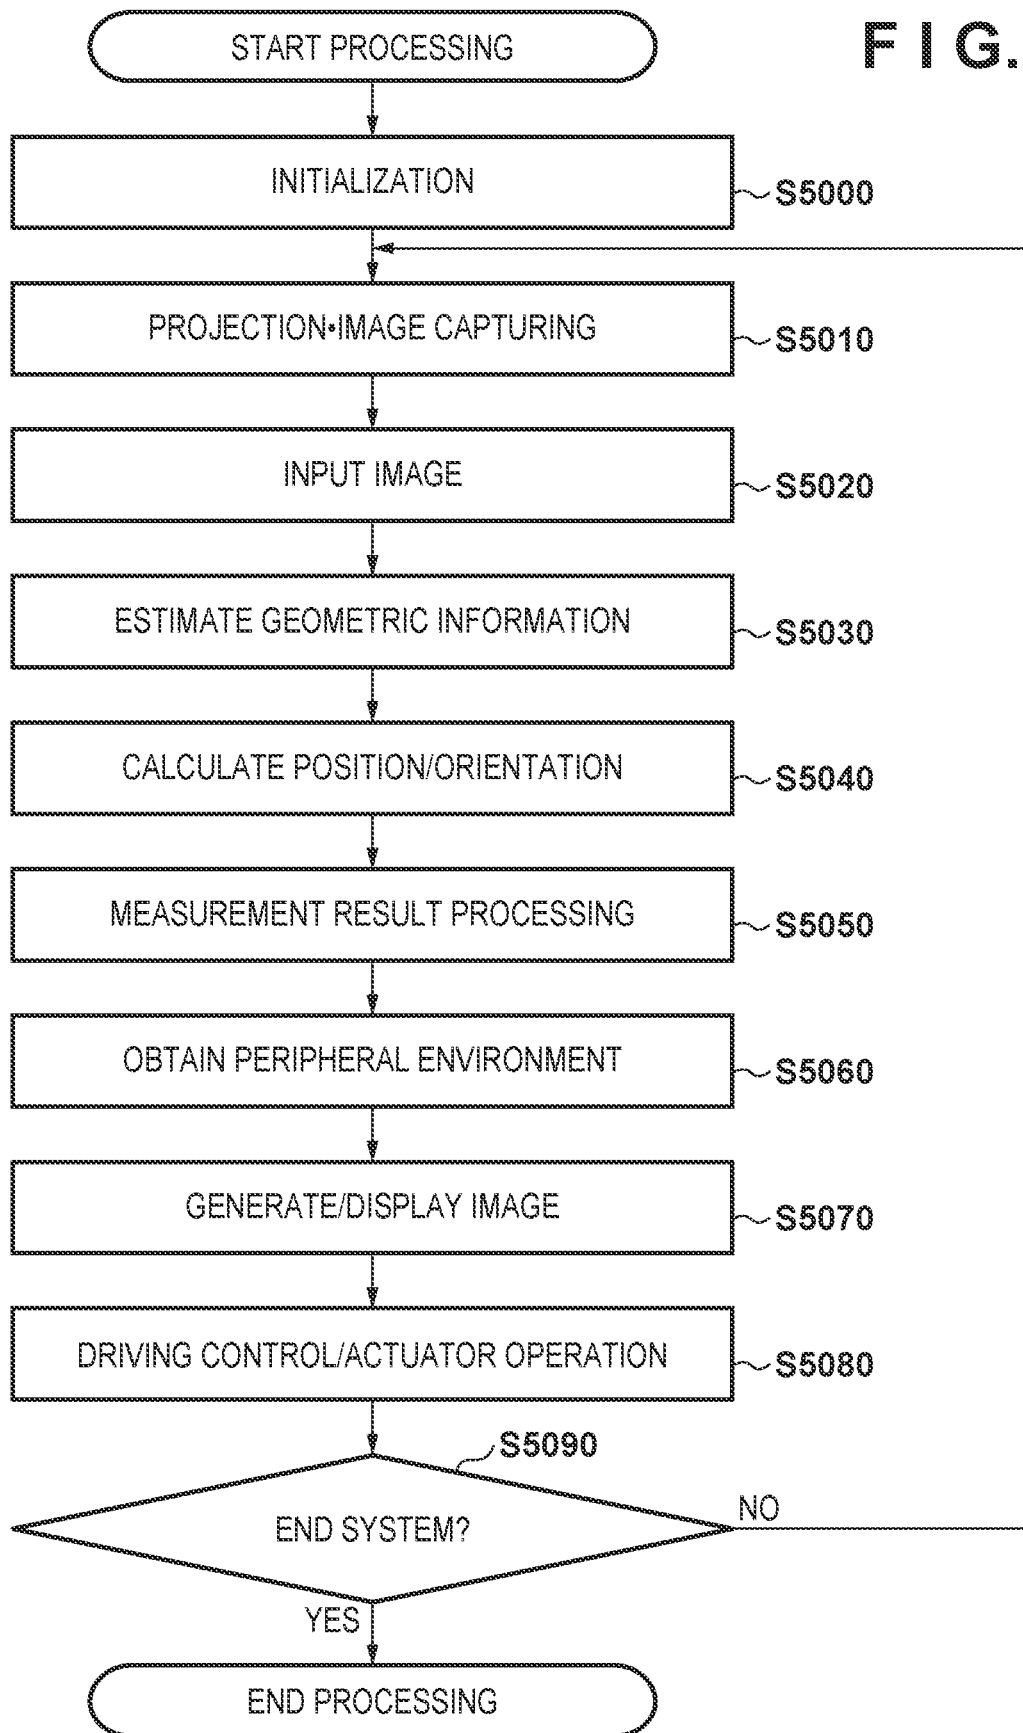 START PROCESSING
FIG.
INITIALIZATION
S5000
PROJECTION•IMAGE CAPTURING
S5010
INPUT IMAGE
S5020
ESTIMATE GEOMETRIC INFORMATION
S5030
CALCULATE POSITION/ORIENTATION
S5040
MEASUREMENT RESULT PROCESSING
S5050
OBTAIN PERIPHERAL ENVIRONMENT
S5060
GENERATE/DISPLAY IMAGE
S5070
DRIVING CONTROL/ACTUATOR OPERATION
S5080
S5090
END SYSTEM?
NO
YES
END PROCESSING